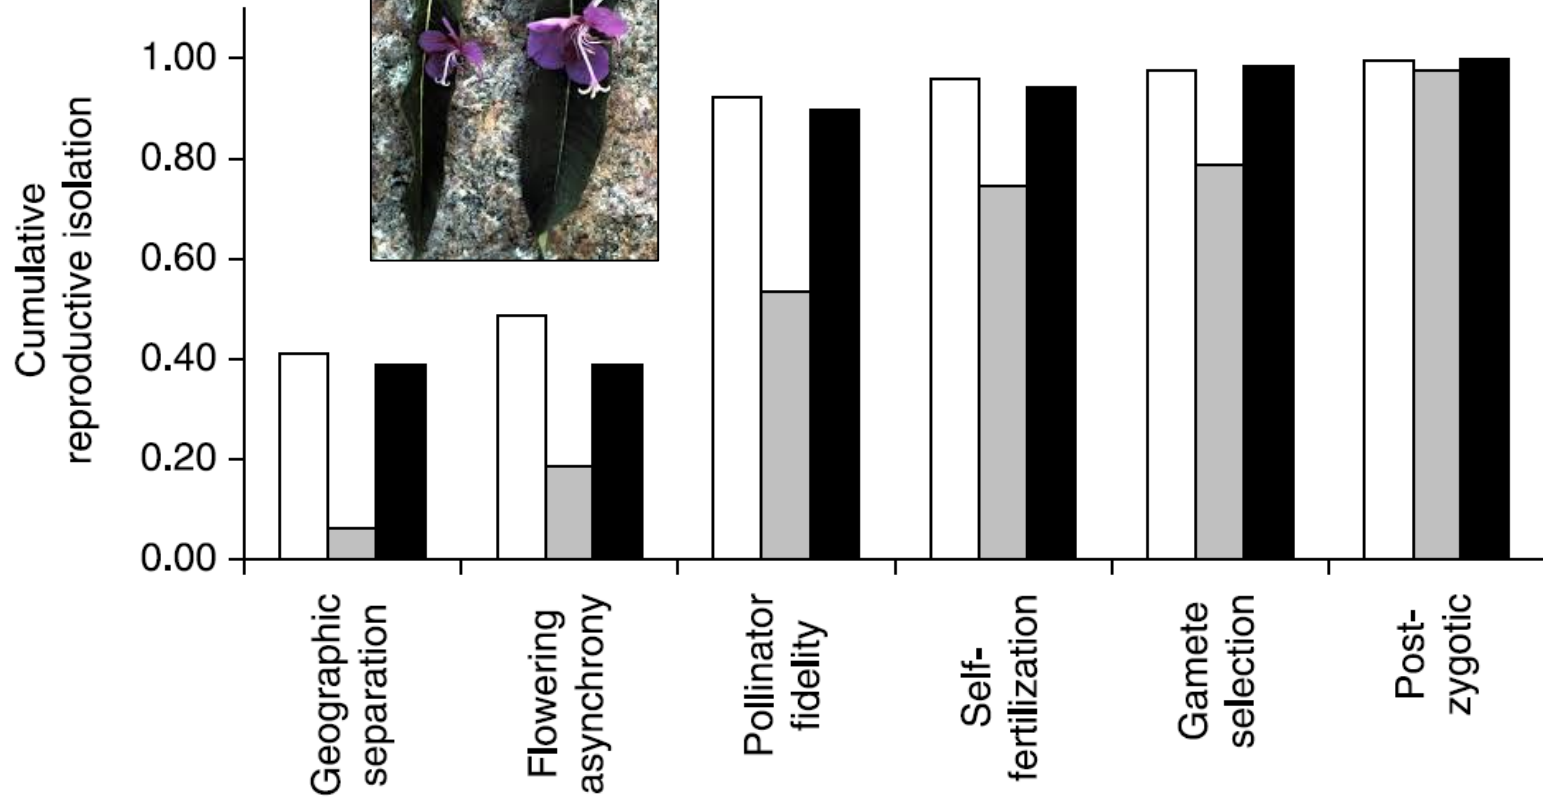 Cumulative
reproductive isolation
1.00
0.80
0.60
0.40
0.20
0.00
Geographic
separation
Flowering
asynchrony
Pollinator
fidelity
Self-
fertilization
Gamete
selection
Post-
zygotic